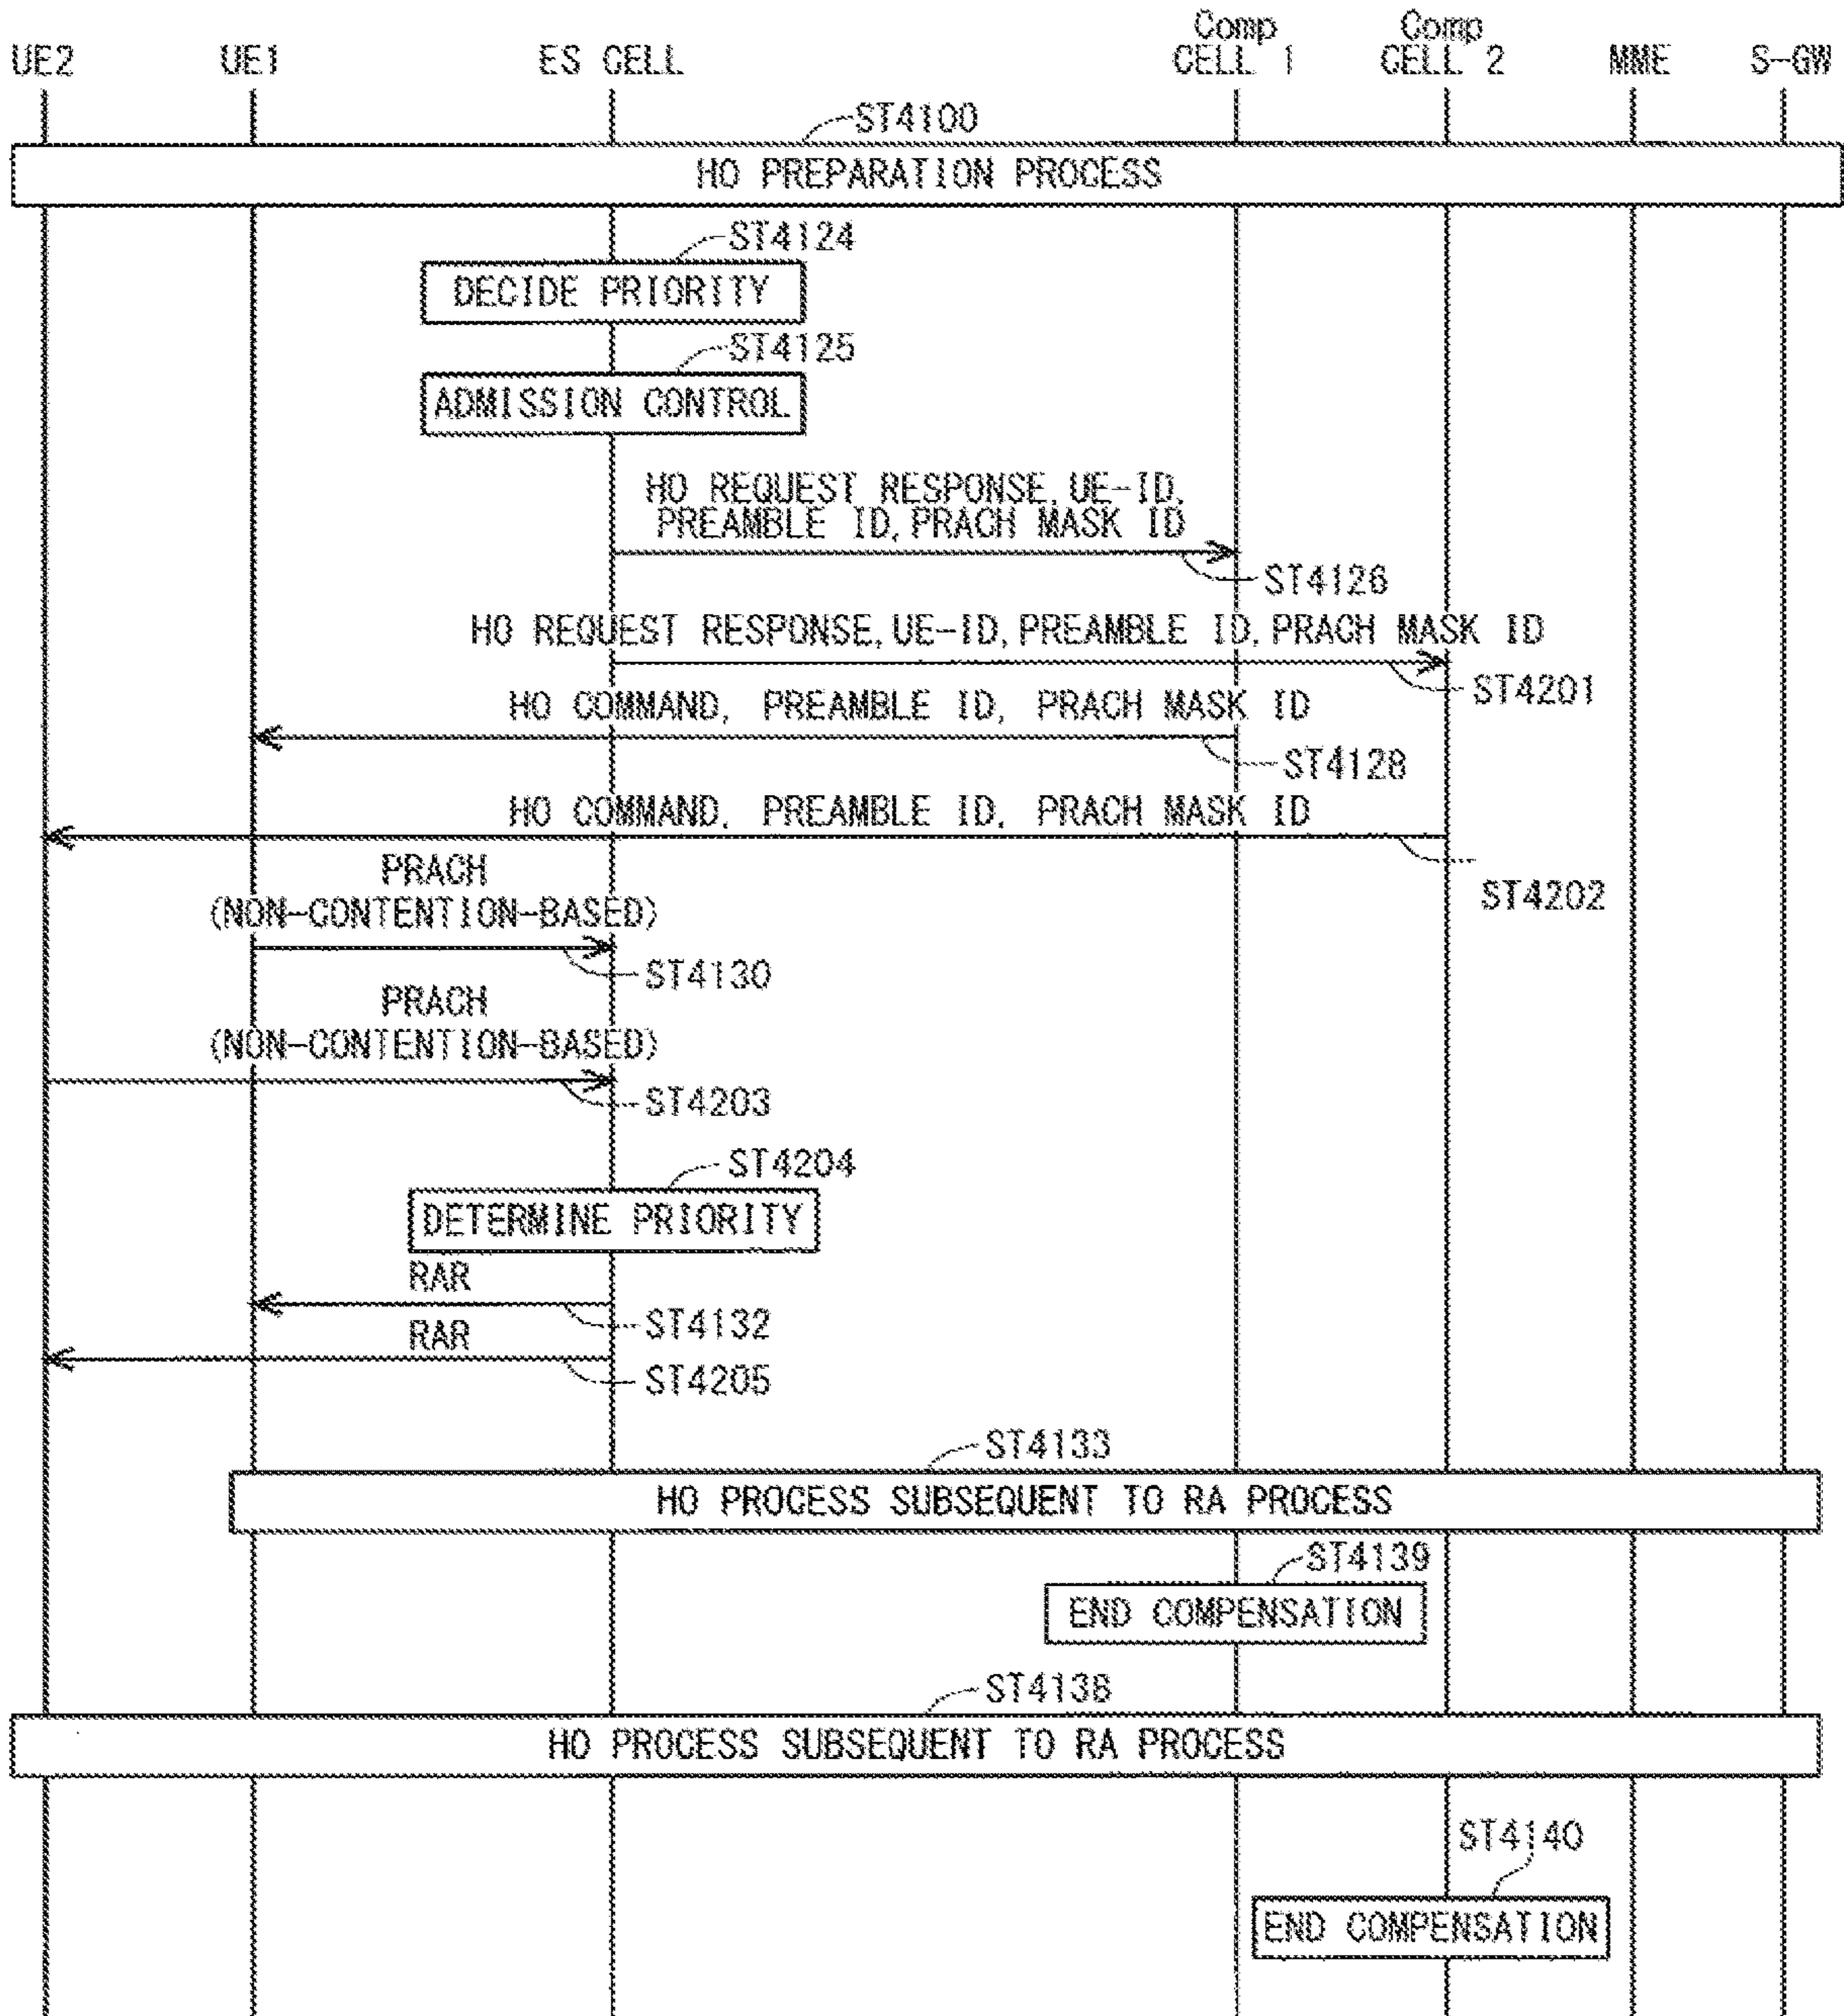 UE2
UE1
ES CELL
Comp
CELL 1
Comp
CELL 2
MME
S-GW
ST4100
HO PREPARATION PROCESS
ST4124
DECIDE PRIORITY
ST4125
ADMISSION CONTROL
HO REQUEST RESPONSE, UE-ID,
PREAMBLE ID, PRACH MASK ID
ST4126
HO REQUEST RESPONSE, UE-ID, PREAMBLE ID, PRACH MASK ID
ST4201
HO COMMAND, PREAMBLE ID, PRACH MASK ID
ST4128
HO COMMAND, PREAMBLE ID, PRACH MASK ID
ST4202
PRACH
(NON-CONTENTION-BASED)
ST4130
PRACH
(NON-CONTENTION-BASED)
ST4203
ST4204
DETERMINE PRIORITY
RAR
ST4132
RAR
ST4205
ST4133
HO PROCESS SUBSEQUENT TO RA PROCESS
ST4139
END COMPENSATION
ST4138
HO PROCESS SUBSEQUENT TO RA PROCESS
ST4140
END COMPENSATION